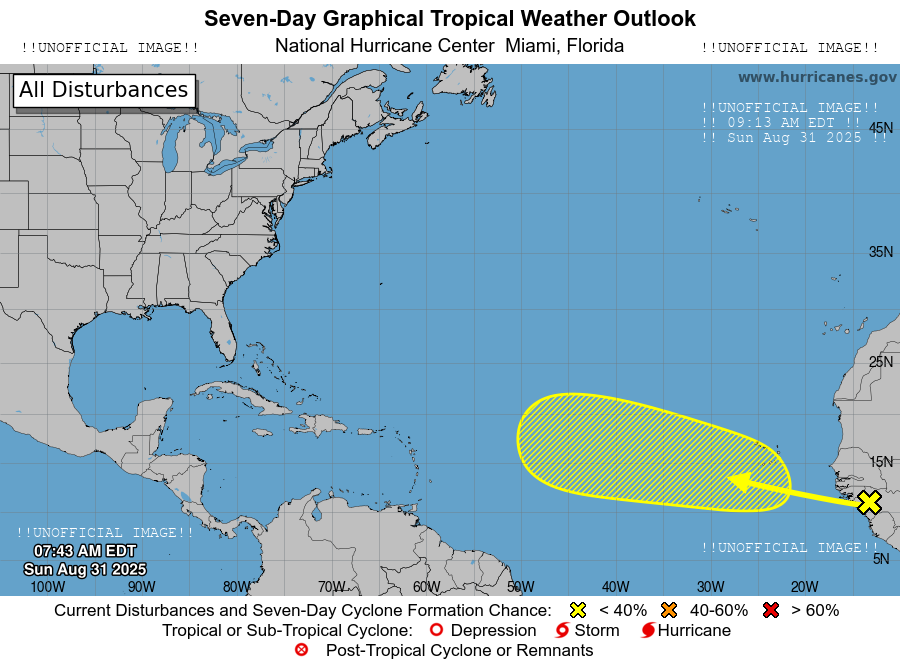 Seven-Day Graphical Tropical Weather Outlook
!!UNOFFICIAL IMAGE!!
National Hurricane Center  Miami, Florida
!!UNOFFICIAL IMAGE!!
All Disturbances
www.hurricanes.gov
!!UNOFFICIAL IMAGE!!
!! 09:13 AM EDT !!
!! Sun Aug 31 2025 !!
45N
35N
25N
15N
!!UNOFFICIAL IMAGE!!
07:43 AM EDT
Sun Aug 31 2025
!!UNOFFICIAL IMAGE!!
5N
100W 90W 80W 70W 60W 50W 40W 30W 20W
Current Disturbances and Seven-Day Cyclone Formation Chance: < 40% 40-60% > 60%
Tropical or Sub-Tropical Cyclone: Depression Storm Hurricane
Post-Tropical Cyclone or Remnants